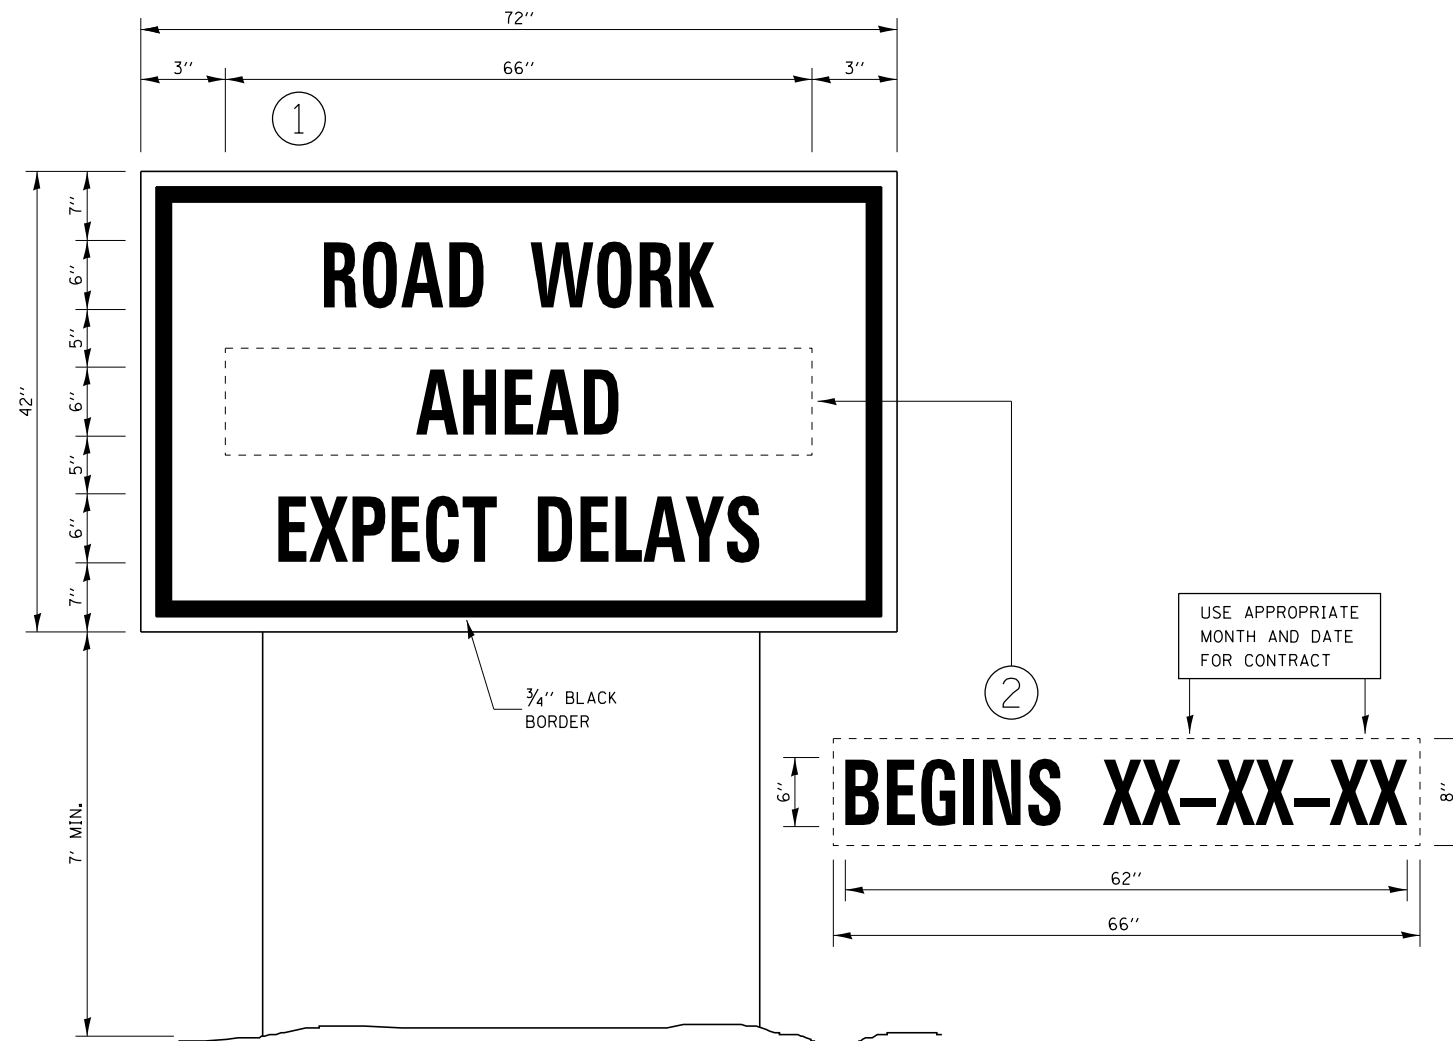 72''
3'' 66'' 3''
1
7''
6''
5''
6''
5''
6''
7''
42''
7' MIN.
ROAD WORK
AHEAD
EXPECT DELAYS
3/4'' BLACK
BORDER
2
USE APPROPRIATE
MONTH AND DATE
FOR CONTRACT
6''
BEGINS XX-XX-XX
8''
62''
66''